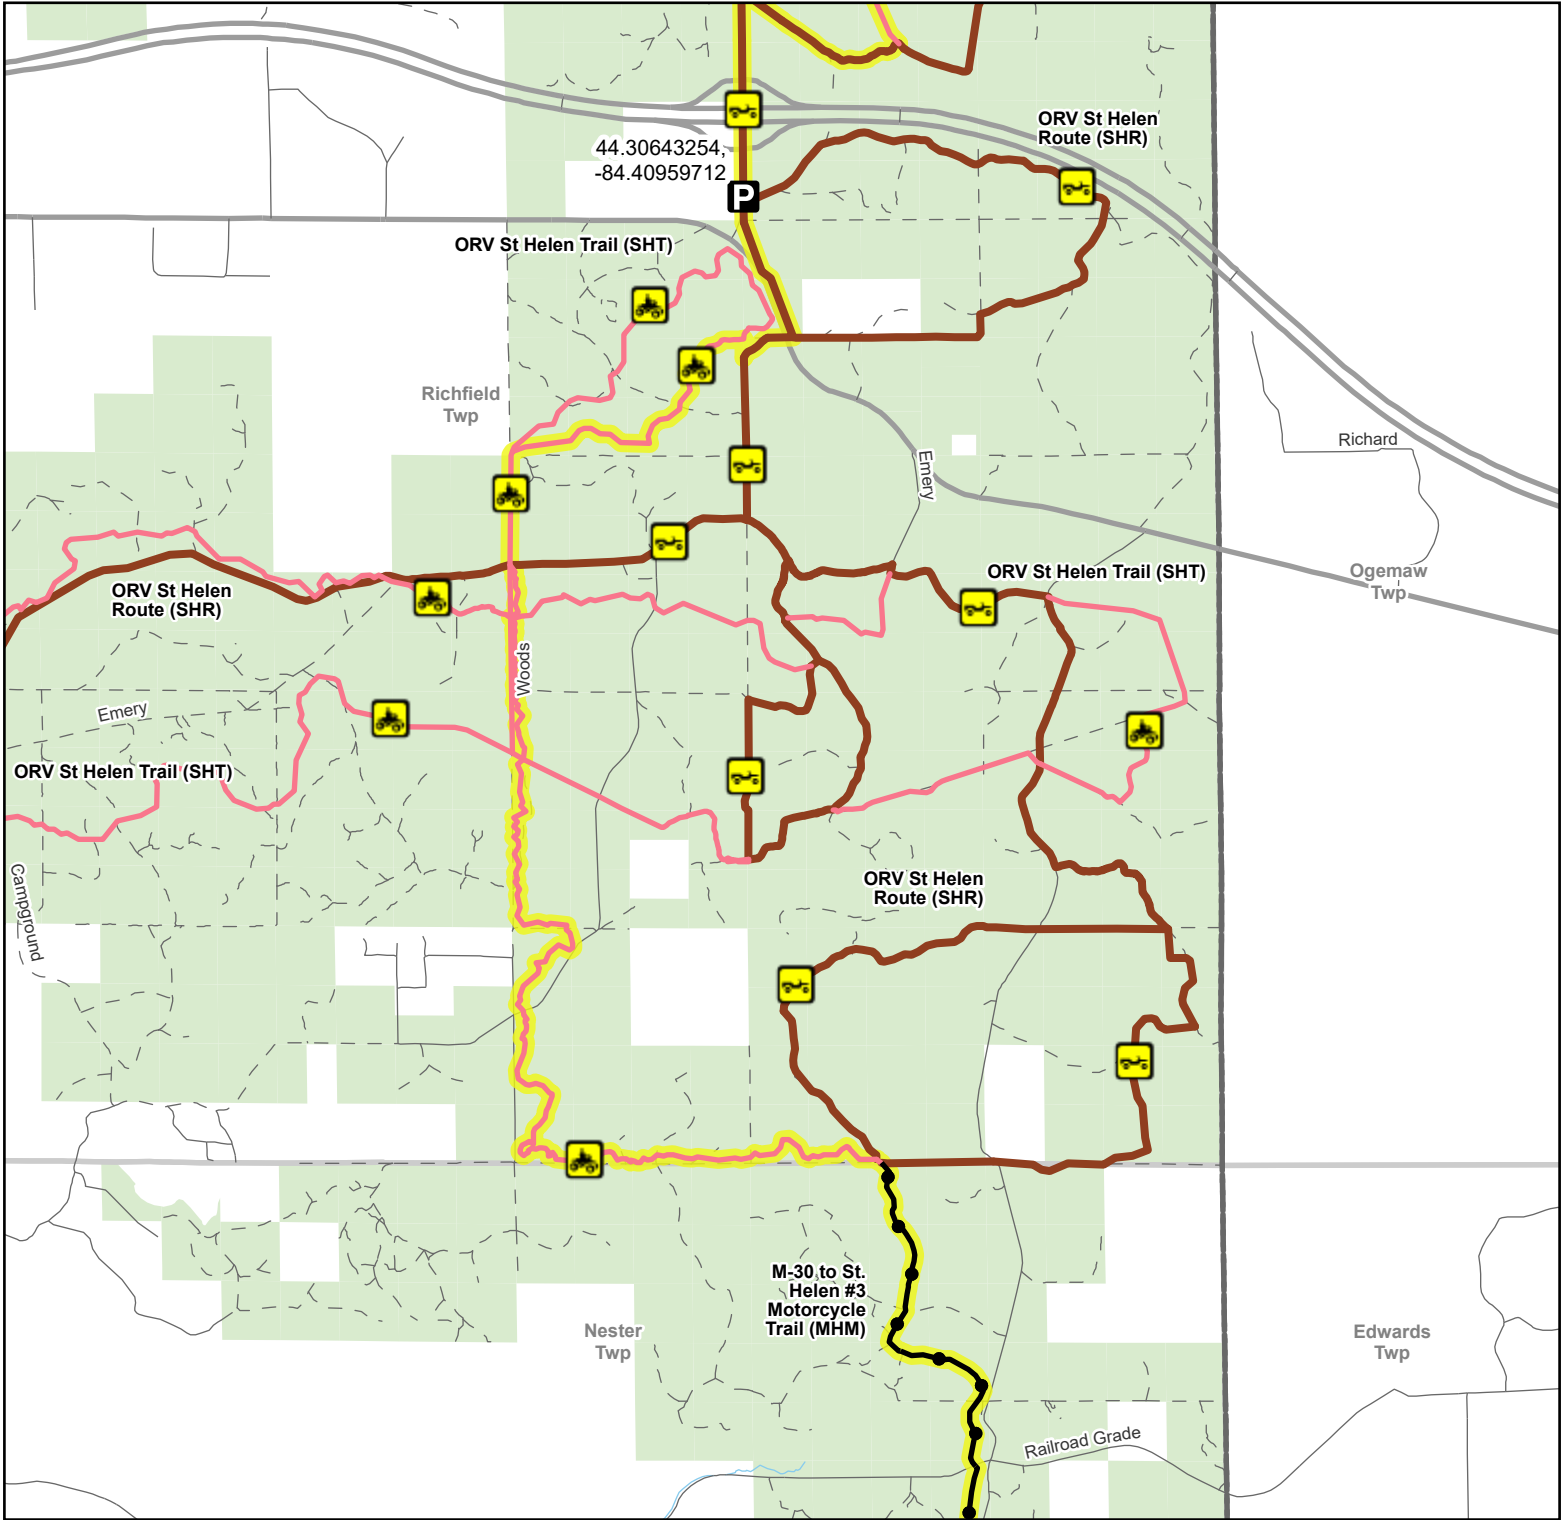 ORV St Helen
Route (SHR)
44.30643254,
-84.40959712
P
ORV St Helen Trail (SHT)
Richfield
Twp
Richard
Emery
ORV St Helen Trail (SHT)
Ogemaw
Twp
ORV St Helen
Route (SHR)
Woods
Emery
ORV St Helen Trail (SHT)
Campground
ORV St Helen
Route (SHR)
M-30 to St.
Helen #3
Motorcycle
Trail (MHM)
Nester
Twp
Edwards
Twp
Railroad Grade